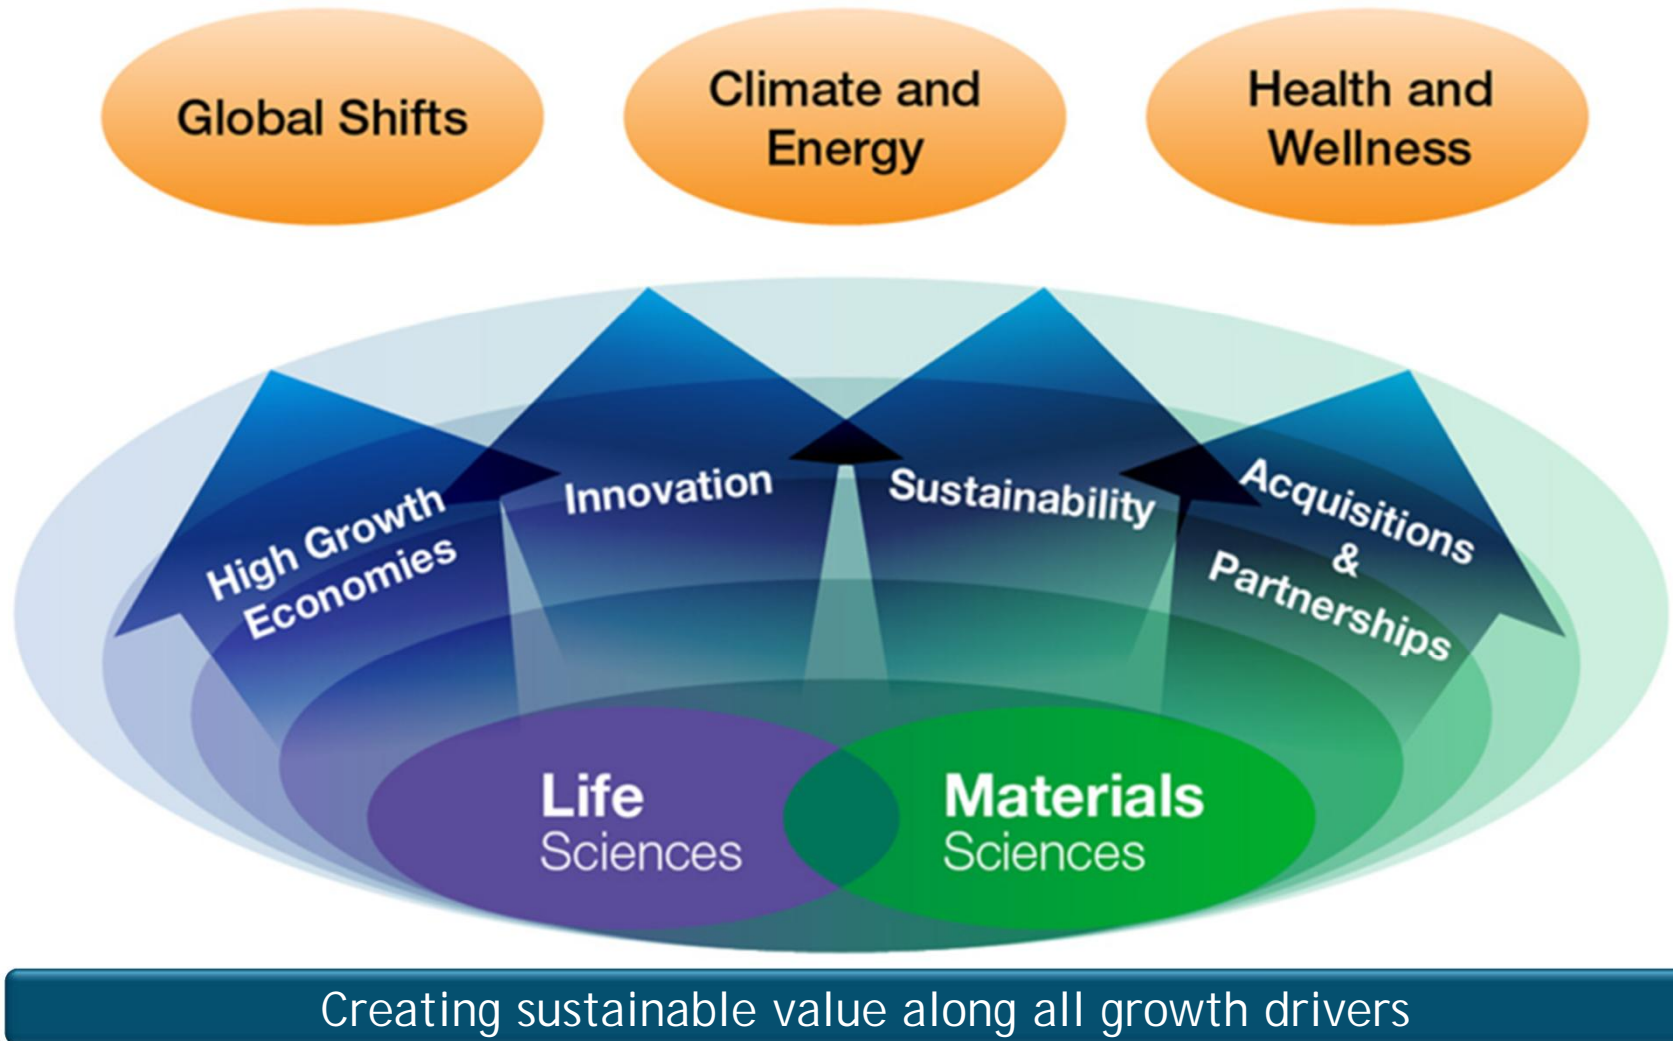 Global Shifts
Climate and
Energy
Health and
Wellness
High Growth
Economies
Innovation
Sustainability
Acquisitions
&
Partnerships
Life
Sciences
Materials
Sciences
Creating sustainable value along all growth drivers